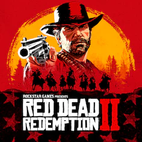 ROCKSTAR GAMES PRESENTS
RED DEAD
REDEMPTION
II